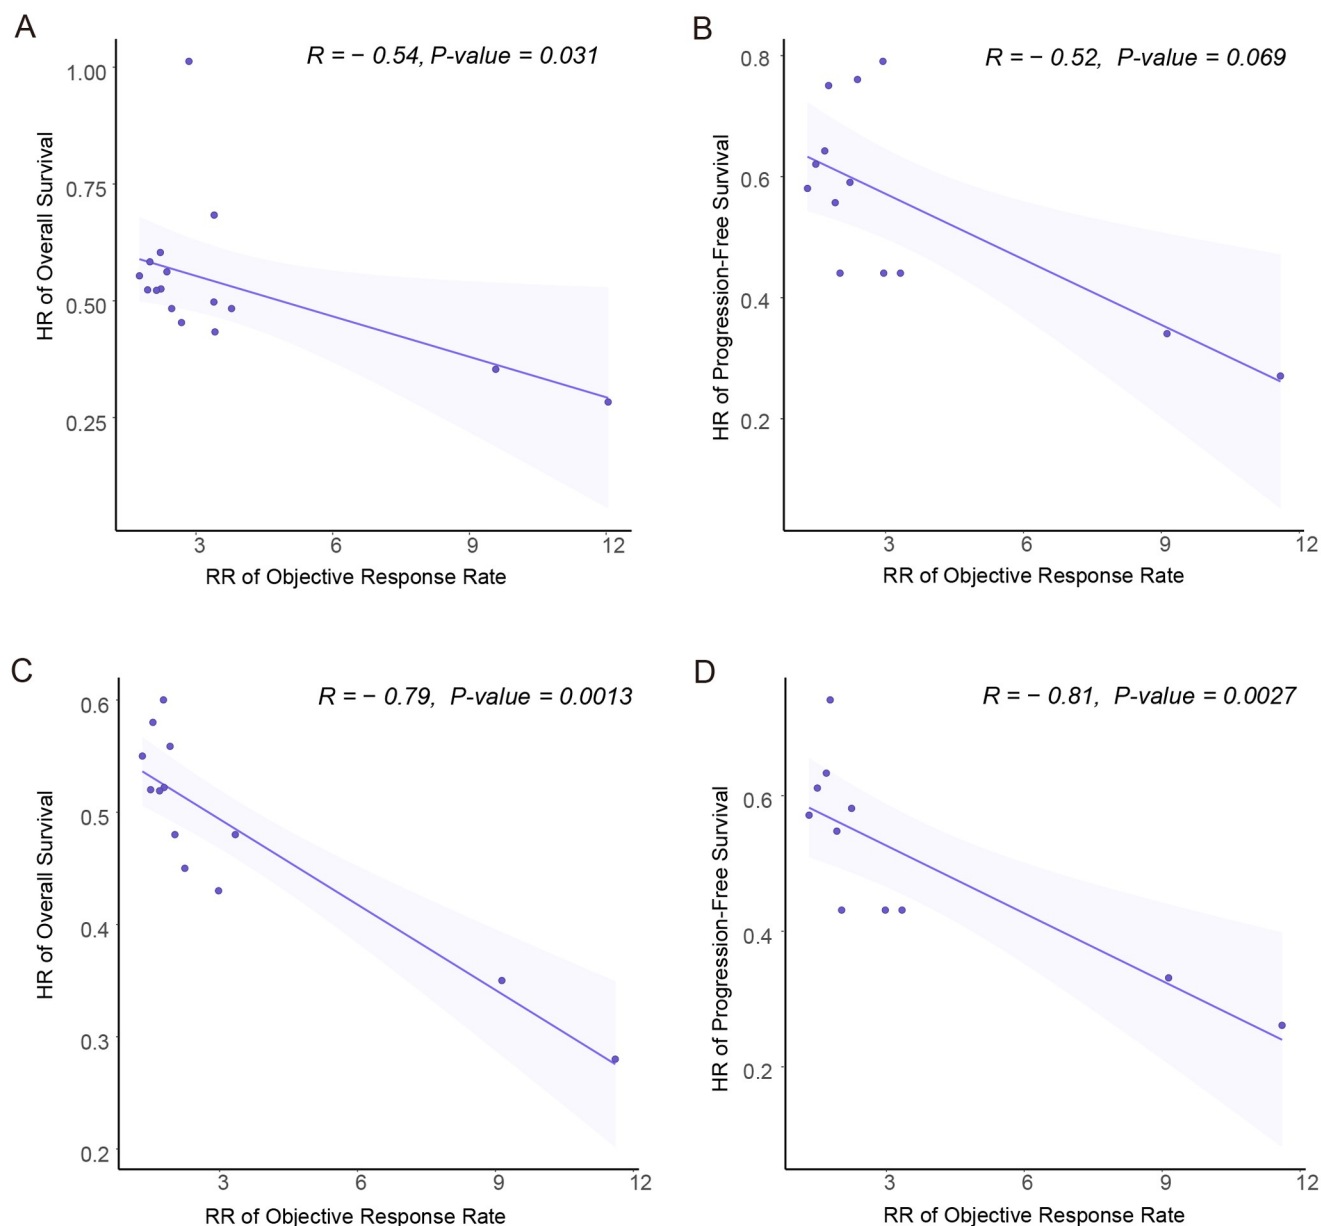 A
R = − 0.54, P-value = 0.031
HR of Overall Survival
1.00
0.75
0.50
0.25
3 6 9 12
RR of Objective Response Rate
B
R = − 0.52, P-value = 0.069
HR of Progression-Free Survival
0.8
0.6
0.4
0.2
3 6 9 12
RR of Objective Response Rate
C
R = − 0.79, P-value = 0.0013
HR of Overall Survival
0.6
0.5
0.4
0.3
0.2
3 6 9 12
RR of Objective Response Rate
D
R = − 0.81, P-value = 0.0027
HR of Progression-Free Survival
0.6
0.4
0.2
3 6 9 12
RR of Objective Response Rate